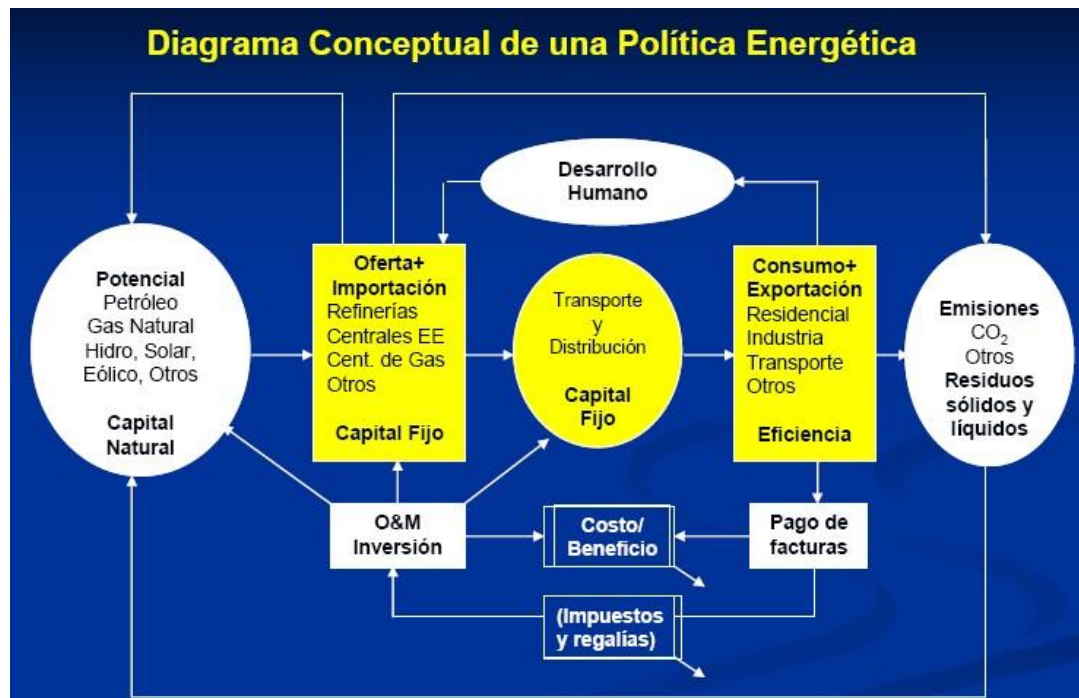 Diagrama Conceptual de una Política Energética
Desarrollo
Humano
Potencial
Petróleo
Gas Natural
Hidro, Solar,
Eólico, Otros
Capital
Natural
Oferta+
Importación
Refinerías
Centrales EE
Cent. de Gas
Otros
Capital Fijo
Transporte
y
Distribución
Capital
Fijo
Consumo+
Exportación
Residencial
Industria
Transporte
Otros
Eficiencia
Emisiones
CO₂
Otros
Residuos
sólidos y
líquidos
O&M
Inversión
Costo/
Beneficio
Pago de
facturas
(Impuestos
y regalías)